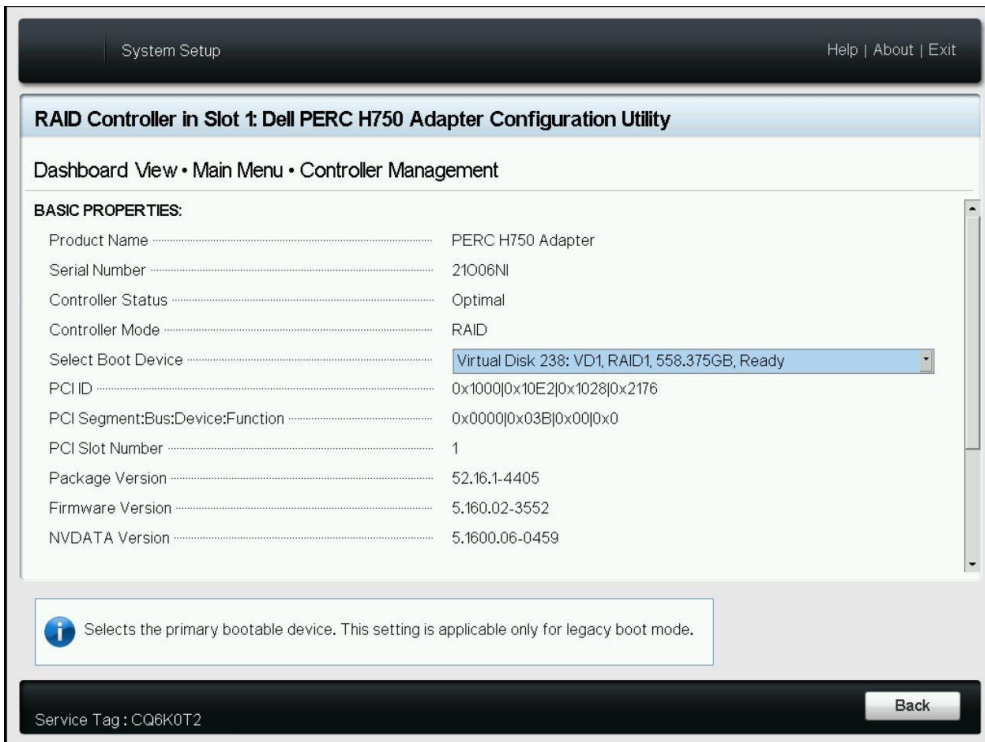 System Setup
Help | About | Exit
RAID Controller in Slot 1: Dell PERC H750 Adapter Configuration Utility
Dashboard View • Main Menu • Controller Management
BASIC PROPERTIES:
Product Name PERC H750 Adapter
Serial Number 21O06NI
Controller Status Optimal
Controller Mode RAID
Select Boot Device Virtual Disk 238: VD1, RAID1, 558.375GB, Ready
PCI ID 0x1000|0x10E2|0x1028|0x2176
PCI Segment:Bus:Device:Function 0x0000|0x03B|0x00|0x0
PCI Slot Number 1
Package Version 52.16.1-4405
Firmware Version 5.160.02-3552
NVDATA Version 5.1600.06-0459
Selects the primary bootable device. This setting is applicable only for legacy boot mode.
Service Tag : CQ6K0T2
Back